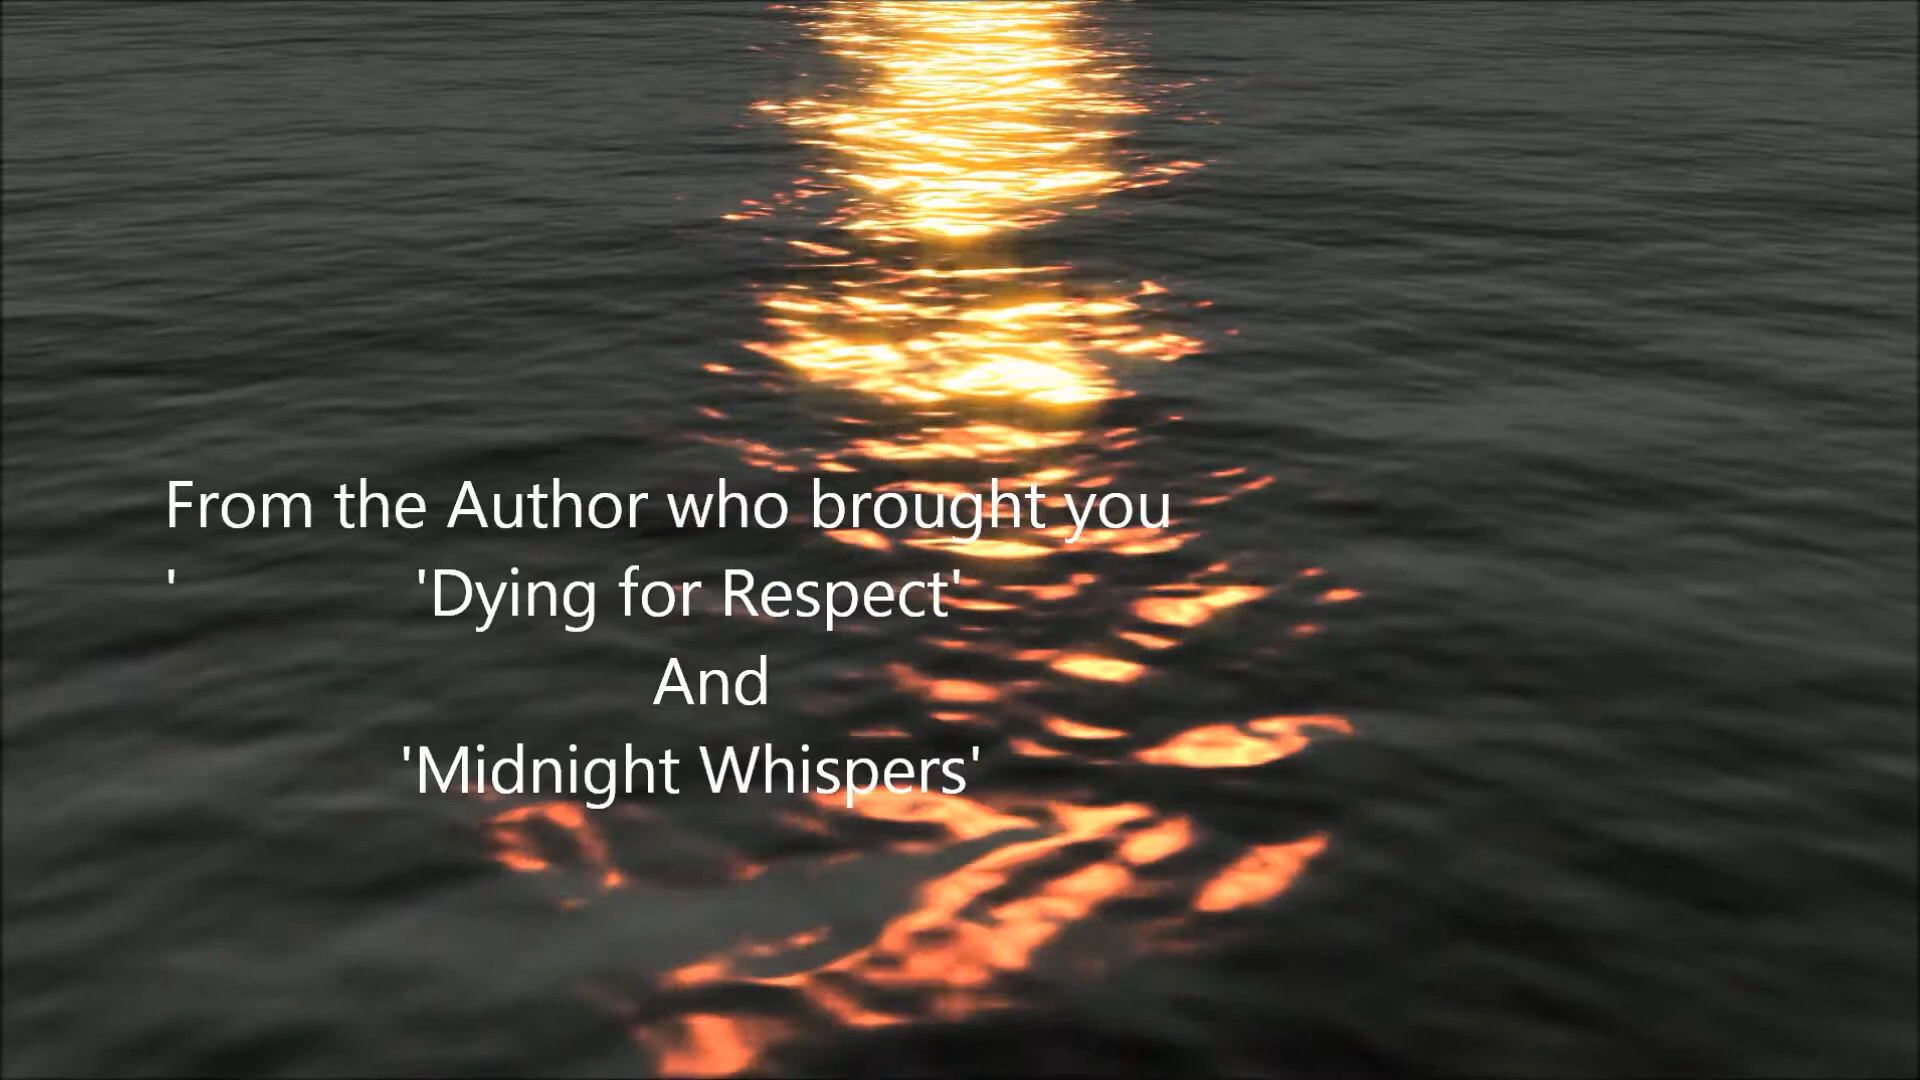 From the Author who brought you
' 'Dying for Respect'
And
'Midnight Whispers'